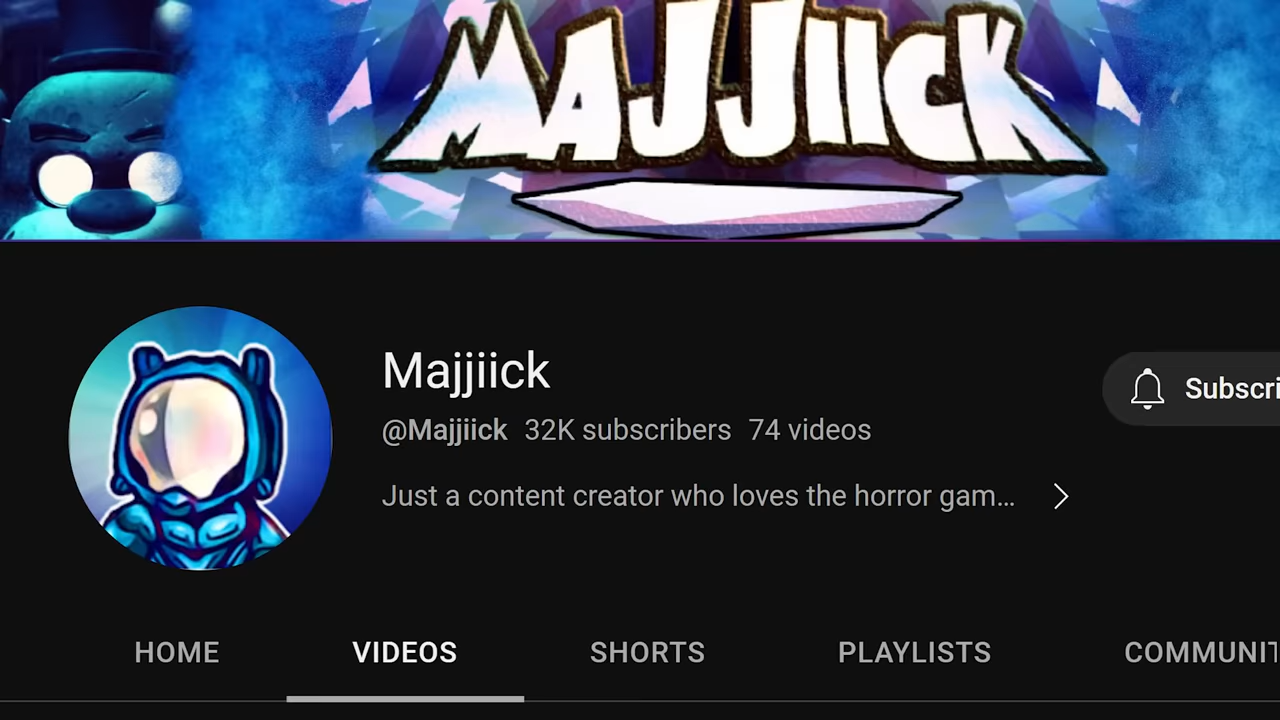 MAJJIICK
Majjiick
@Majjiick 32K subscribers 74 videos
Just a content creator who loves the horror gam...
Subscri
HOME VIDEOS SHORTS PLAYLISTS COMMUNIT